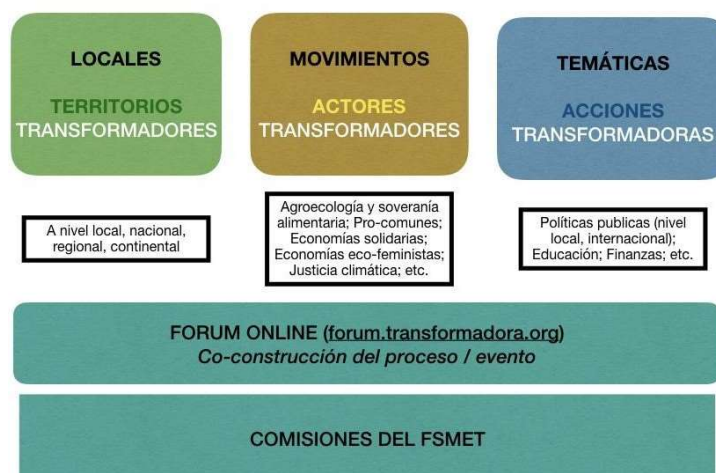 LOCALES
TERRITORIOS
TRANSFORMADORES
MOVIMIENTOS
ACTORES
TRANSFORMADORES
TEMÁTICAS
ACCIONES
TRANSFORMADORAS
A nivel local, nacional,
regional, continental
Agroecología y soveranía
alimentaria; Pro-comunes;
Economías solidarias;
Economías eco-feministas;
Justicia climática; etc.
Políticas publicas (nivel
local, internacional);
Educación; Finanzas; etc.
FORUM ONLINE (forum.transformadora.org)
Co-construcción del proceso / evento
COMISIONES DEL FSMET